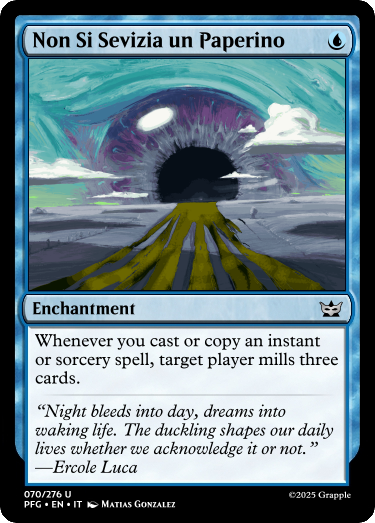 Non Si Sevizia un Paperino
Enchantment
Whenever you cast or copy an instant
or sorcery spell, target player mills three
cards.
“Night bleeds into day, dreams into
waking life. The duckling shapes our daily
lives whether we acknowledge it or not.”
—Ercole Luca
070/276 U
PFG • EN • IT Matias Gonzalez
©2025 Grapple